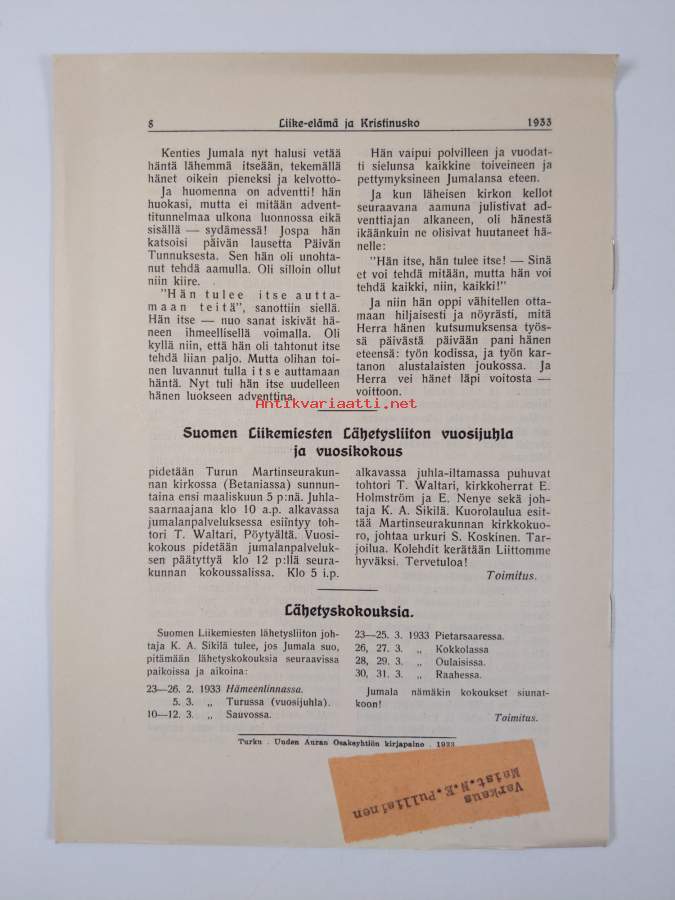 8
Liike-elämä ja Kristinusko
1933
Kenties Jumala nyt halusi vetää
häntä lähemmä itseään, tekemällä
hänet oikein pieneksi ja kelvotto-
Ja huomenna on adventti! hän
huokasi, mutta ei mitään advent-
titunnelmaa ulkona luonnossa eikä
sisällä — sydämessä! Jospa hän
katsoisi päivän lausetta Päivän
Tunnuksesta. Sen hän oli unohta-
nut tehdä aamulla. Oli silloin ollut
niin kiire.
"Hän tulee itse autta-
maan teitä", sanottiin siellä.
Hän itse — nuo sanat iskivät hä-
neen ihmeellisellä voimalla. Oli
kyllä niin, että hän oli tahtonut itse
tehdä liian paljo. Mutta olihan toi-
nen luvannut tulla itse auttamaan
häntä. Nyt tuli hän itse uudelleen
hänen luokseen adventtina.
Hän vaipui polvilleen ja vuodat-
ti sielunsa kaikkine toiveineen ja
pettymyksineen Jumalansa eteen.
Ja kun läheisen kirkon kellot
seuraavana aamuna julistivat ad-
venttiajan alkaneen, oli hänestä
ikäänkuin ne olisivat huutaneet hä-
nelle:
"Hän itse, hän tulee itse! — Sinä
et voi tehdä mitään, mutta hän voi
tehdä kaikki, niin, kaikki!"
Ja niin hän oppi vähitellen otta-
maan hiljaisesti ja nöyrästi, mitä
Herra hänen kutsumuksensa työs-
sä päivästä päivään pani hänen
eteensä: työn kodissa, ja työn kar-
tanon alustalaisten joukossa. Ja
Herra vei hänet läpi voitosta —
voittoon.
Antikvariaatti.net
Suomen Liikemiesten Lähetysliiton vuosijuhla
ja vuosikokous
pidetään Turun Martinseurakun-
nan kirkossa (Betaniassa) sunnun-
taina ensi maaliskuun 5 p:nä. Juhla-
saarnaajana klo 10 a.p. alkavassa
jumalanpalveluksessa esiintyy toh-
tori T. Waltari, Pöytyältä. Vuosi-
kokous pidetään jumalanpalveluk-
sen päätyttyä klo 12 p:llä seura-
kunnan kokoussalissa. Klo 5 i.p.
alkavassa juhla-iltamassa puhuvat
tohtori T. Waltari, kirkkoherrat E.
Holmström ja E. Nenye sekä joh-
taja K. A. Sikilä. Kuorolaulua esit-
tää Martinseurakunnan kirkkokuo-
ro, johtaa urkuri S. Koskinen. Tar-
joilua. Kolehdit kerätään Liittomme
hyväksi. Tervetuloa!
Toimitus.
Lähetyskokouksia.
Suomen Liikemiesten lähetysliiton joh-
taja K. A. Sikilä tulee, jos Jumala suo,
pitämään lähetyskokouksia seuraavissa
paikoissa ja aikoina:
23—26. 2. 1933 Hämeenlinnassa.
5. 3. „ Turussa (vuosijuhla).
10—12. 3. „ Sauvossa.
23—25. 3. 1933 Pietarsaaressa.
26, 27. 3. „ Kokkolassa
28, 29. 3. „ Oulaisissa.
30, 31. 3. „ Raahessa.
Jumala nämäkin kokoukset siunat-
koon!
Toimitus.
Turku . Uuden Auran Osakeyhtiön kirjapaino . 1933
Maist.N.E.Pulliainen
Varkaus